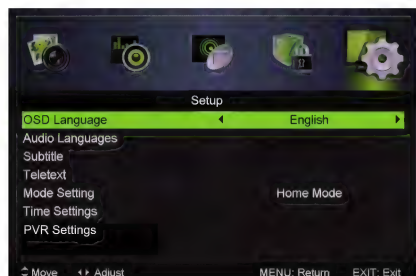 Setup
OSD Language English
Audio Languages
Subtitle
Teletext
Mode Setting Home Mode
Time Settings
PVR Settings
Move Adjust MENU: Return EXIT: Exit